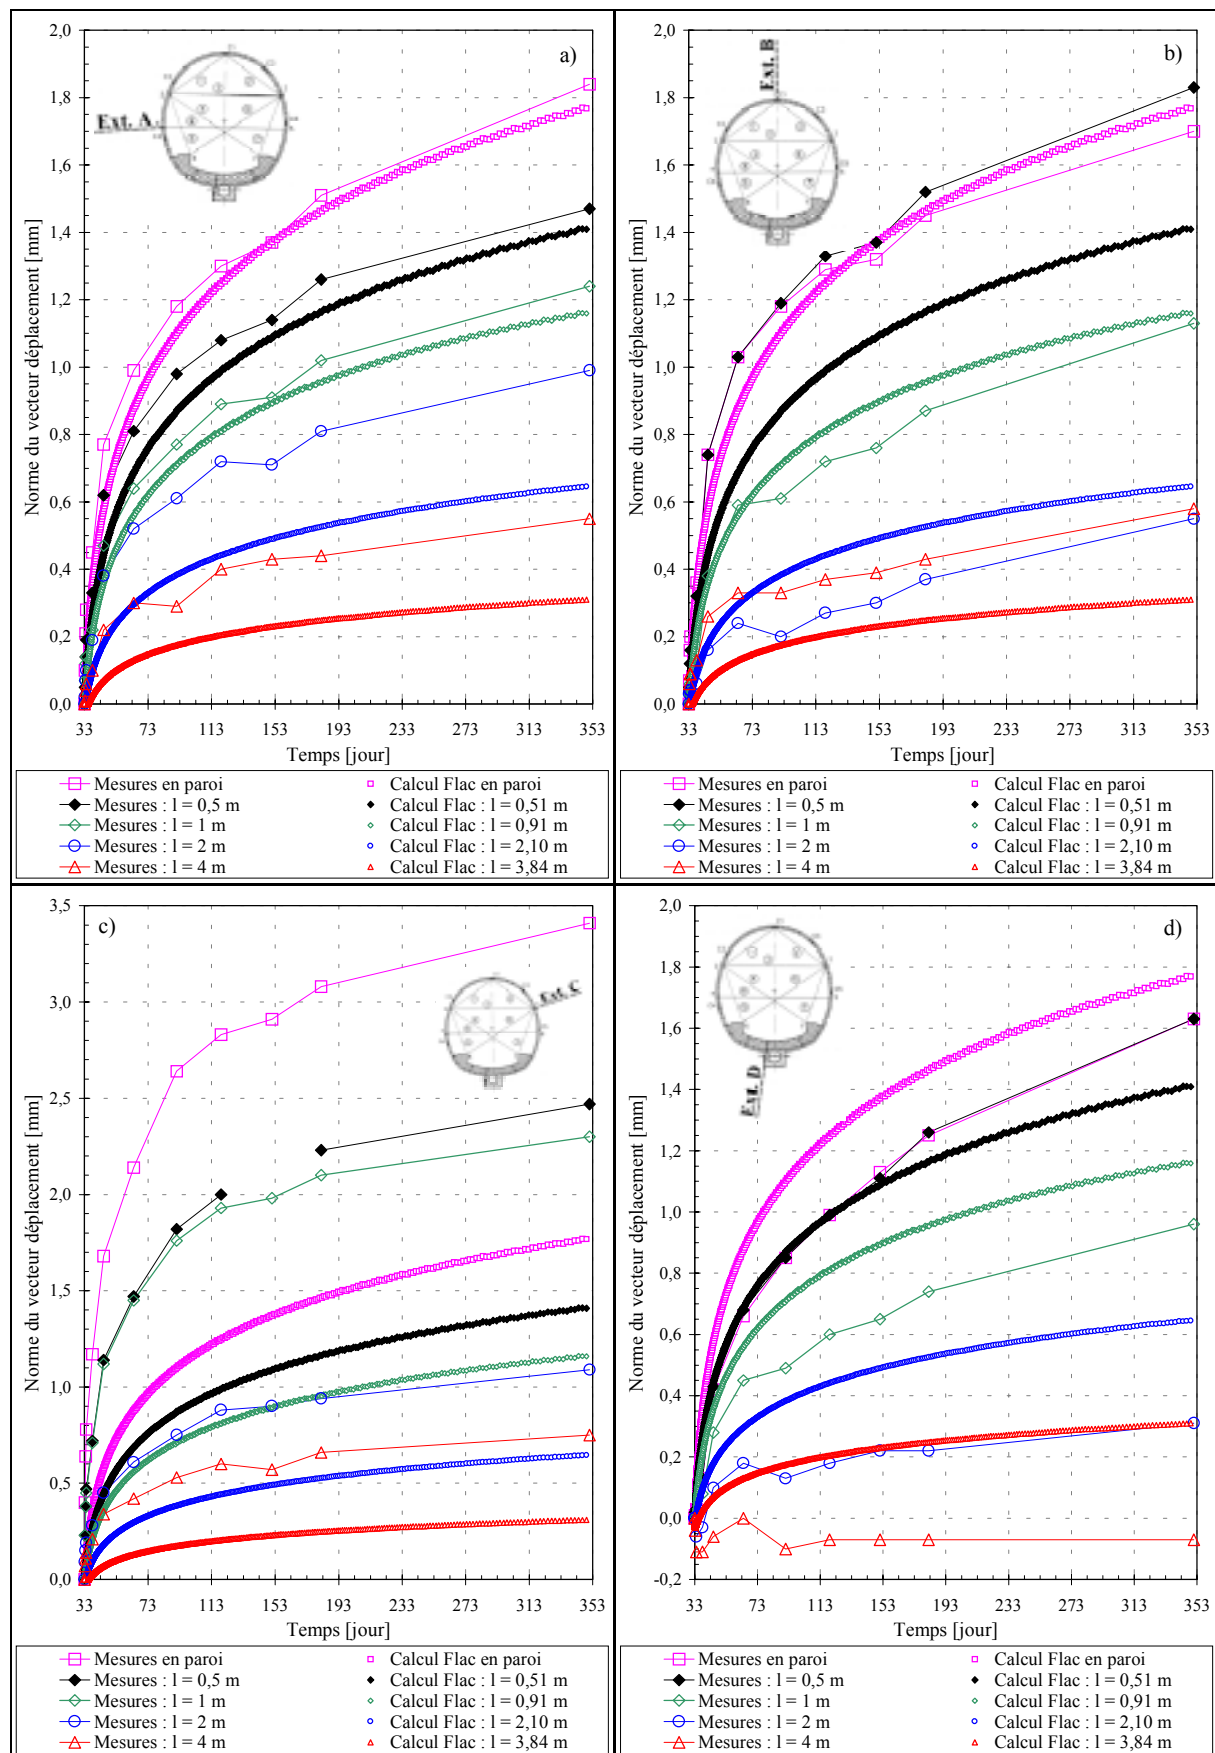 a)
Ext. A.
Norme du vecteur déplacement [mm]
2,0
1,8
1,6
1,4
1,2
1,0
0,8
0,6
0,4
0,2
0,0
33 73 113 153 193 233 273 313 353
Temps [jour]
Mesures en paroi Calcul Flac en paroi
Mesures : l = 0,5 m Calcul Flac : l = 0,51 m
Mesures : l = 1 m Calcul Flac : l = 0,91 m
Mesures : l = 2 m Calcul Flac : l = 2,10 m
Mesures : l = 4 m Calcul Flac : l = 3,84 m
b)
Ext. B
Norme du vecteur déplacement [mm]
2,0
1,8
1,6
1,4
1,2
1,0
0,8
0,6
0,4
0,2
0,0
33 73 113 153 193 233 273 313 353
Temps [jour]
Mesures en paroi Calcul Flac en paroi
Mesures : l = 0,5 m Calcul Flac : l = 0,51 m
Mesures : l = 1 m Calcul Flac : l = 0,91 m
Mesures : l = 2 m Calcul Flac : l = 2,10 m
Mesures : l = 4 m Calcul Flac : l = 3,84 m
c)
Ext. C
Norme du vecteur déplacement [mm]
3,5
3,0
2,5
2,0
1,5
1,0
0,5
0,0
33 73 113 153 193 233 273 313 353
Temps [jour]
Mesures en paroi Calcul Flac en paroi
Mesures : l = 0,5 m Calcul Flac : l = 0,51 m
Mesures : l = 1 m Calcul Flac : l = 0,91 m
Mesures : l = 2 m Calcul Flac : l = 2,10 m
Mesures : l = 4 m Calcul Flac : l = 3,84 m
d)
Ext. D
Norme du vecteur déplacement [mm]
2,0
1,8
1,6
1,4
1,2
1,0
0,8
0,6
0,4
0,2
0,0
-0,2
33 73 113 153 193 233 273 313 353
Temps [jour]
Mesures en paroi Calcul Flac en paroi
Mesures : l = 0,5 m Calcul Flac : l = 0,51 m
Mesures : l = 1 m Calcul Flac : l = 0,91 m
Mesures : l = 2 m Calcul Flac : l = 2,10 m
Mesures : l = 4 m Calcul Flac : l = 3,84 m